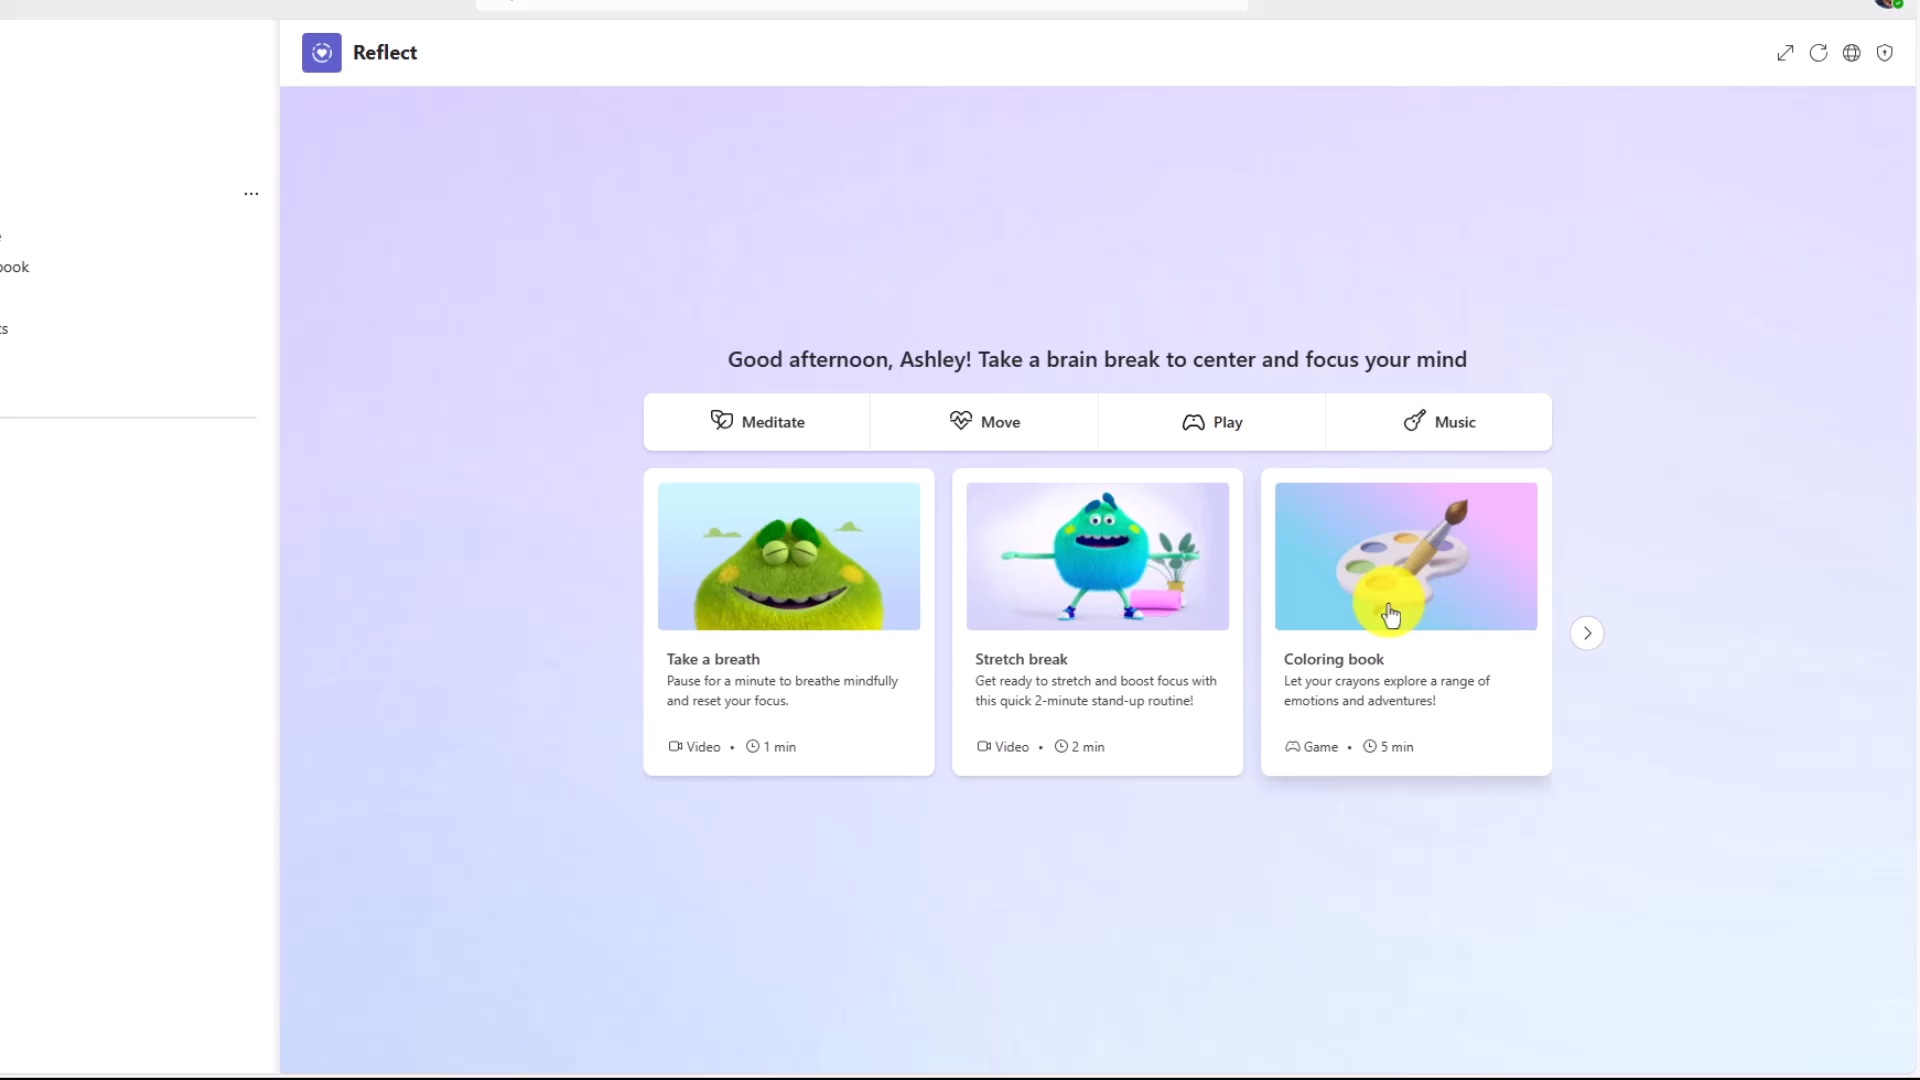 Reflect
...
book
Good afternoon, Ashley! Take a brain break to center and focus your mind
Meditate
Move
Play
Music
Take a breath
Pause for a minute to breathe mindfully
and reset your focus.
Video • 1 min
Stretch break
Get ready to stretch and boost focus with
this quick 2-minute stand-up routine!
Video • 2 min
Coloring book
Let your crayons explore a range of
emotions and adventures!
Game • 5 min